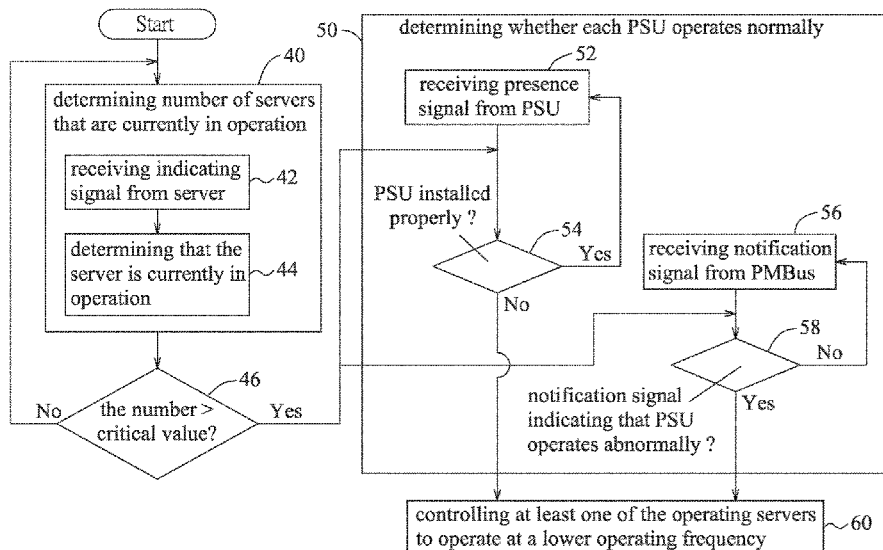 Start
40
determining number of servers
that are currently in operation
receiving indicating
signal from server
42
determining that the
server is currently in
operation
44
46
the number >
critical value?
No
Yes
50
determining whether each PSU operates normally
52
receiving presence
signal from PSU
PSU installed
properly ?
54
Yes
No
56
receiving notification
signal from PMBus
58
No
notification signal
indicating that PSU
operates abnormally ?
Yes
controlling at least one of the operating servers
to operate at a lower operating frequency
60